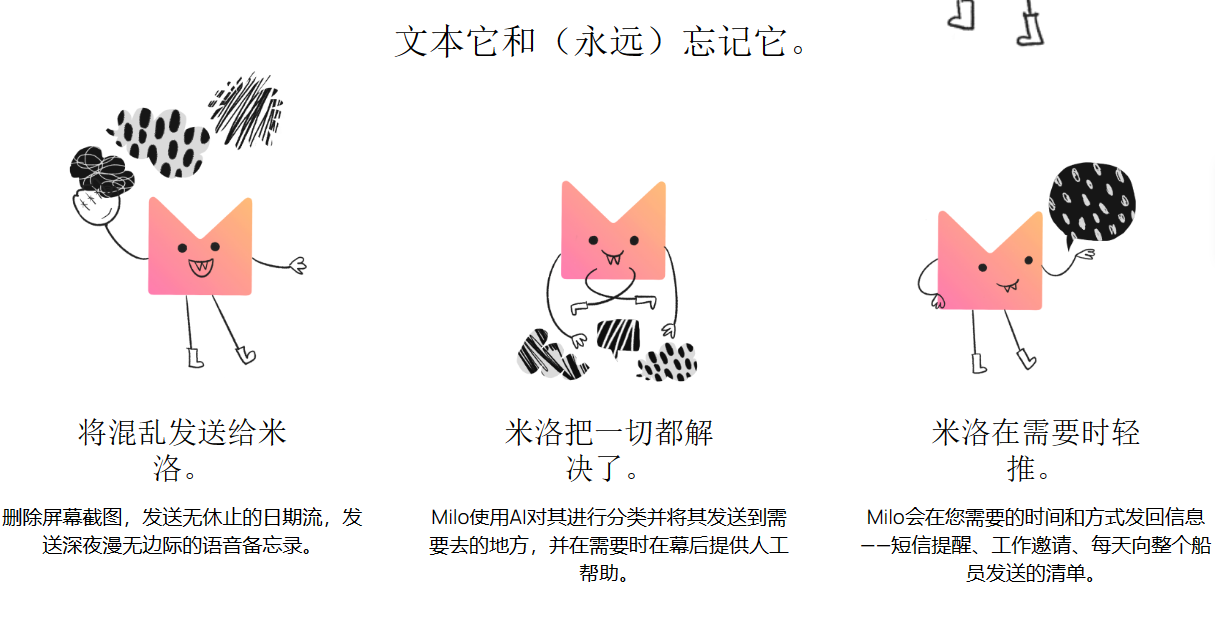 文本它和（永远）忘记它。
将混乱发送给米
洛。
删除屏幕截图，发送无休止的日期流，发
送深夜漫无边际的语音备忘录。
米洛把一切都解
决了。
Milo使用AI对其进行分类并将其发送到需
要去的地方，并在需要时在幕后提供人工
帮助。
米洛在需要时轻
推。
Milo会在您需要的时间和方式发回信息
——短信提醒、工作邀请、每天向整个船
员发送的清单。